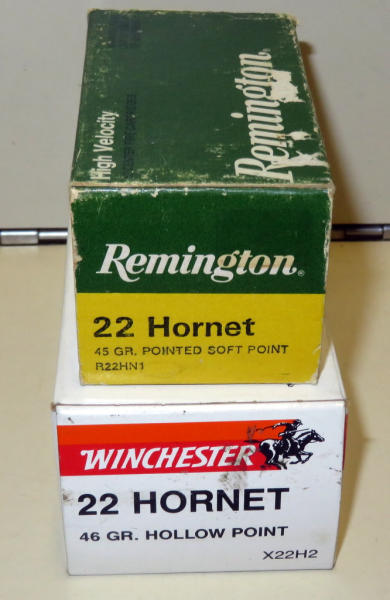 High Velocity
Remington
Remington®
22 Hornet
45 GR. POINTED SOFT POINT
R22HN1
WINCHESTER
22 HORNET
46 GR. HOLLOW POINT
X22H2